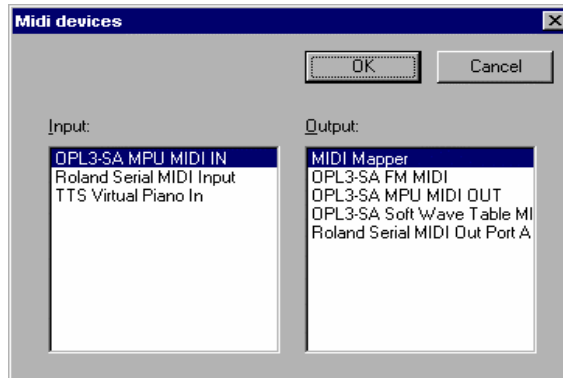 Midi devices
OK
Cancel
Input:
Output:
OPL3-SA MPU MIDI IN
Roland Serial MIDI Input
TTS Virtual Piano In
MIDI Mapper
OPL3-SA FM MIDI
OPL3-SA MPU MIDI OUT
OPL3-SA Soft Wave Table MI
Roland Serial MIDI Out Port A